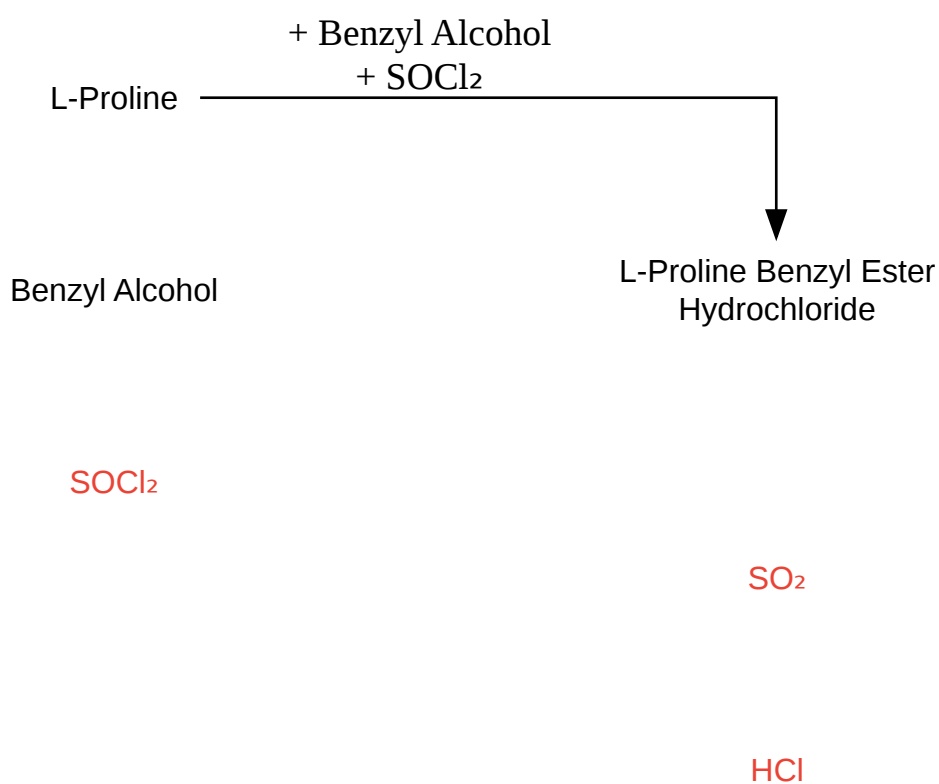 + Benzyl Alcohol
+ SOCl₂
L-Proline
Benzyl Alcohol
L-Proline Benzyl Ester
Hydrochloride
SOCl₂
SO₂
HCl